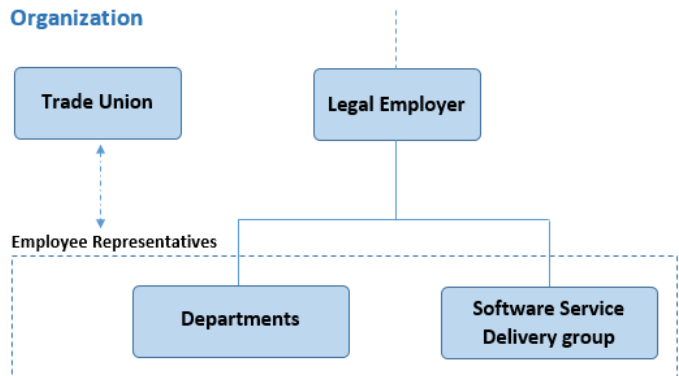 Organization
Trade Union
Legal Employer
Employee Representatives
Departments
Software Service
Delivery group